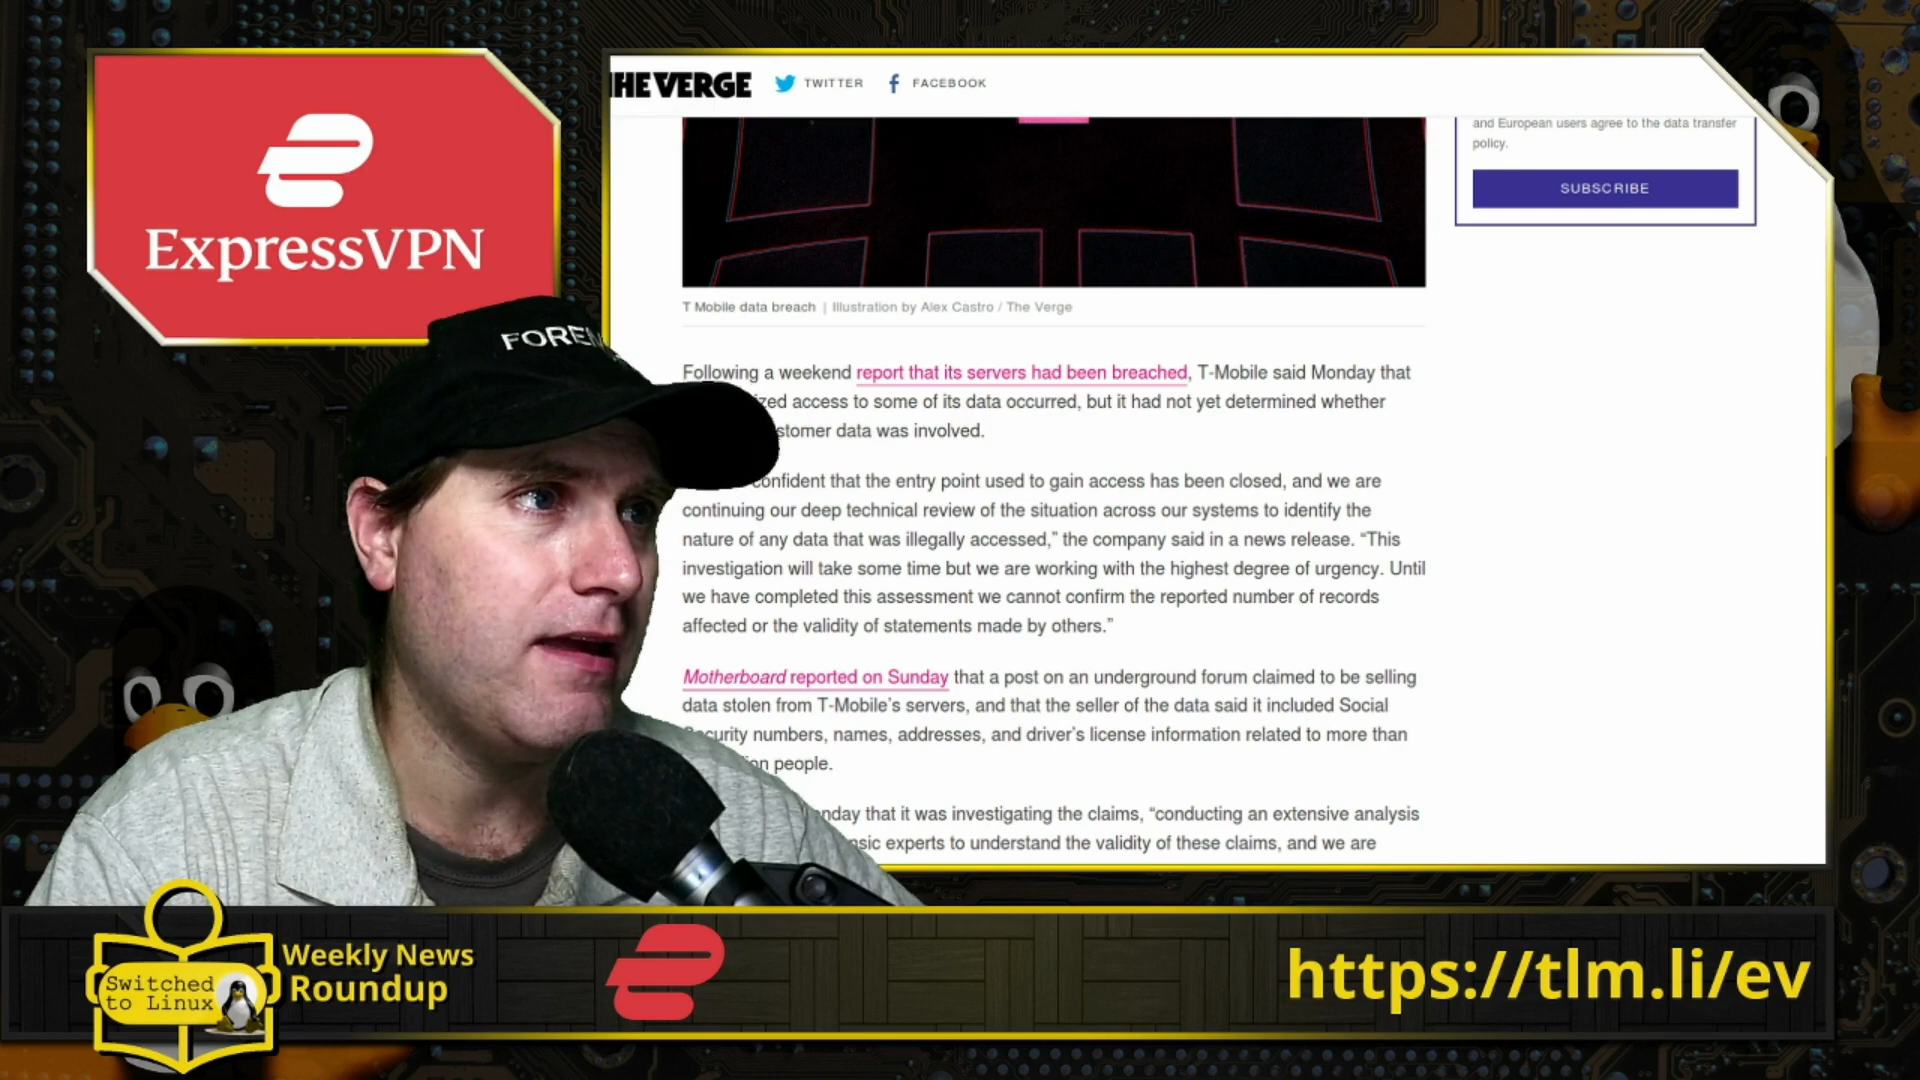 ExpressVPN
THE VERGE TWITTER FACEBOOK
and European users agree to the data transfer
policy.
SUBSCRIBE
T Mobile data breach | Illustration by Alex Castro / The Verge
FOREN
Following a weekend report that its servers had been breached, T-Mobile said Monday that
access to some of its data occurred, but it had not yet determined whether
customer data was involved.
confident that the entry point used to gain access has been closed, and we are
continuing our deep technical review of the situation across our systems to identify the
nature of any data that was illegally accessed,” the company said in a news release. “This
investigation will take some time but we are working with the highest degree of urgency. Until
we have completed this assessment we cannot confirm the reported number of records
affected or the validity of statements made by others.”
Motherboard reported on Sunday that a post on an underground forum claimed to be selling
data stolen from T-Mobile’s servers, and that the seller of the data said it included Social
Security numbers, names, addresses, and driver’s license information related to more than
people.
that it was investigating the claims, “conducting an extensive analysis
experts to understand the validity of these claims, and we are
Switched
to Linux
Weekly News
Roundup
https://tlm.li/ev